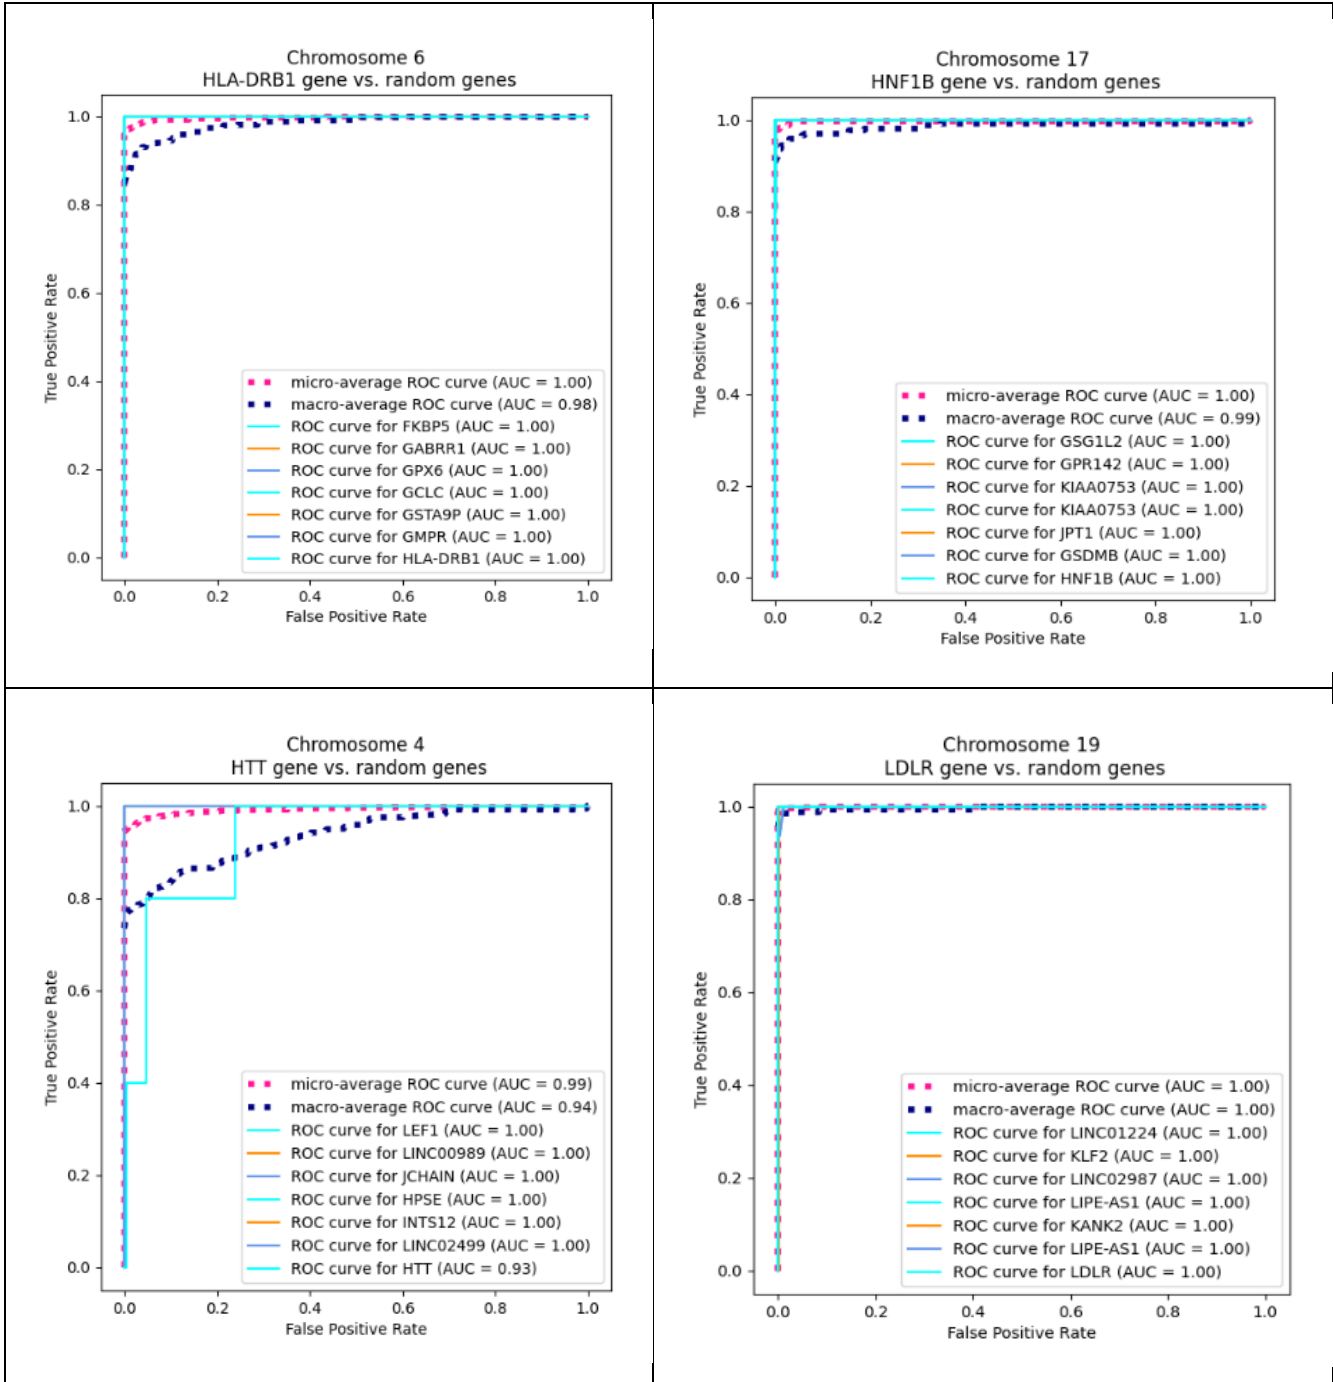 Chromosome 6
HLA-DRB1 gene vs. random genes
1.0
0.8
0.6
0.4
0.2
0.0
True Positive Rate
micro-average ROC curve (AUC = 1.00)
macro-average ROC curve (AUC = 0.98)
ROC curve for FKBP5 (AUC = 1.00)
ROC curve for GABRR1 (AUC = 1.00)
ROC curve for GPX6 (AUC = 1.00)
ROC curve for GCLC (AUC = 1.00)
ROC curve for GSTA9P (AUC = 1.00)
ROC curve for GMPR (AUC = 1.00)
ROC curve for HLA-DRB1 (AUC = 1.00)
0.0 0.2 0.4 0.6 0.8 1.0
False Positive Rate
Chromosome 17
HNF1B gene vs. random genes
1.0
0.8
0.6
0.4
0.2
0.0
True Positive Rate
micro-average ROC curve (AUC = 1.00)
macro-average ROC curve (AUC = 0.99)
ROC curve for GSG1L2 (AUC = 1.00)
ROC curve for GPR142 (AUC = 1.00)
ROC curve for KIAA0753 (AUC = 1.00)
ROC curve for KIAA0753 (AUC = 1.00)
ROC curve for JPT1 (AUC = 1.00)
ROC curve for GSDMB (AUC = 1.00)
ROC curve for HNF1B (AUC = 1.00)
0.0 0.2 0.4 0.6 0.8 1.0
False Positive Rate
Chromosome 4
HTT gene vs. random genes
1.0
0.8
0.6
0.4
0.2
0.0
True Positive Rate
micro-average ROC curve (AUC = 0.99)
macro-average ROC curve (AUC = 0.94)
ROC curve for LEF1 (AUC = 1.00)
ROC curve for LINC00989 (AUC = 1.00)
ROC curve for JCHAIN (AUC = 1.00)
ROC curve for HPSE (AUC = 1.00)
ROC curve for INTS12 (AUC = 1.00)
ROC curve for LINC02499 (AUC = 1.00)
ROC curve for HTT (AUC = 0.93)
0.0 0.2 0.4 0.6 0.8 1.0
False Positive Rate
Chromosome 19
LDLR gene vs. random genes
1.0
0.8
0.6
0.4
0.2
0.0
True Positive Rate
micro-average ROC curve (AUC = 1.00)
macro-average ROC curve (AUC = 1.00)
ROC curve for LINC01224 (AUC = 1.00)
ROC curve for KLF2 (AUC = 1.00)
ROC curve for LINC02987 (AUC = 1.00)
ROC curve for LIPE-AS1 (AUC = 1.00)
ROC curve for KANK2 (AUC = 1.00)
ROC curve for LIPE-AS1 (AUC = 1.00)
ROC curve for LDLR (AUC = 1.00)
0.0 0.2 0.4 0.6 0.8 1.0
False Positive Rate